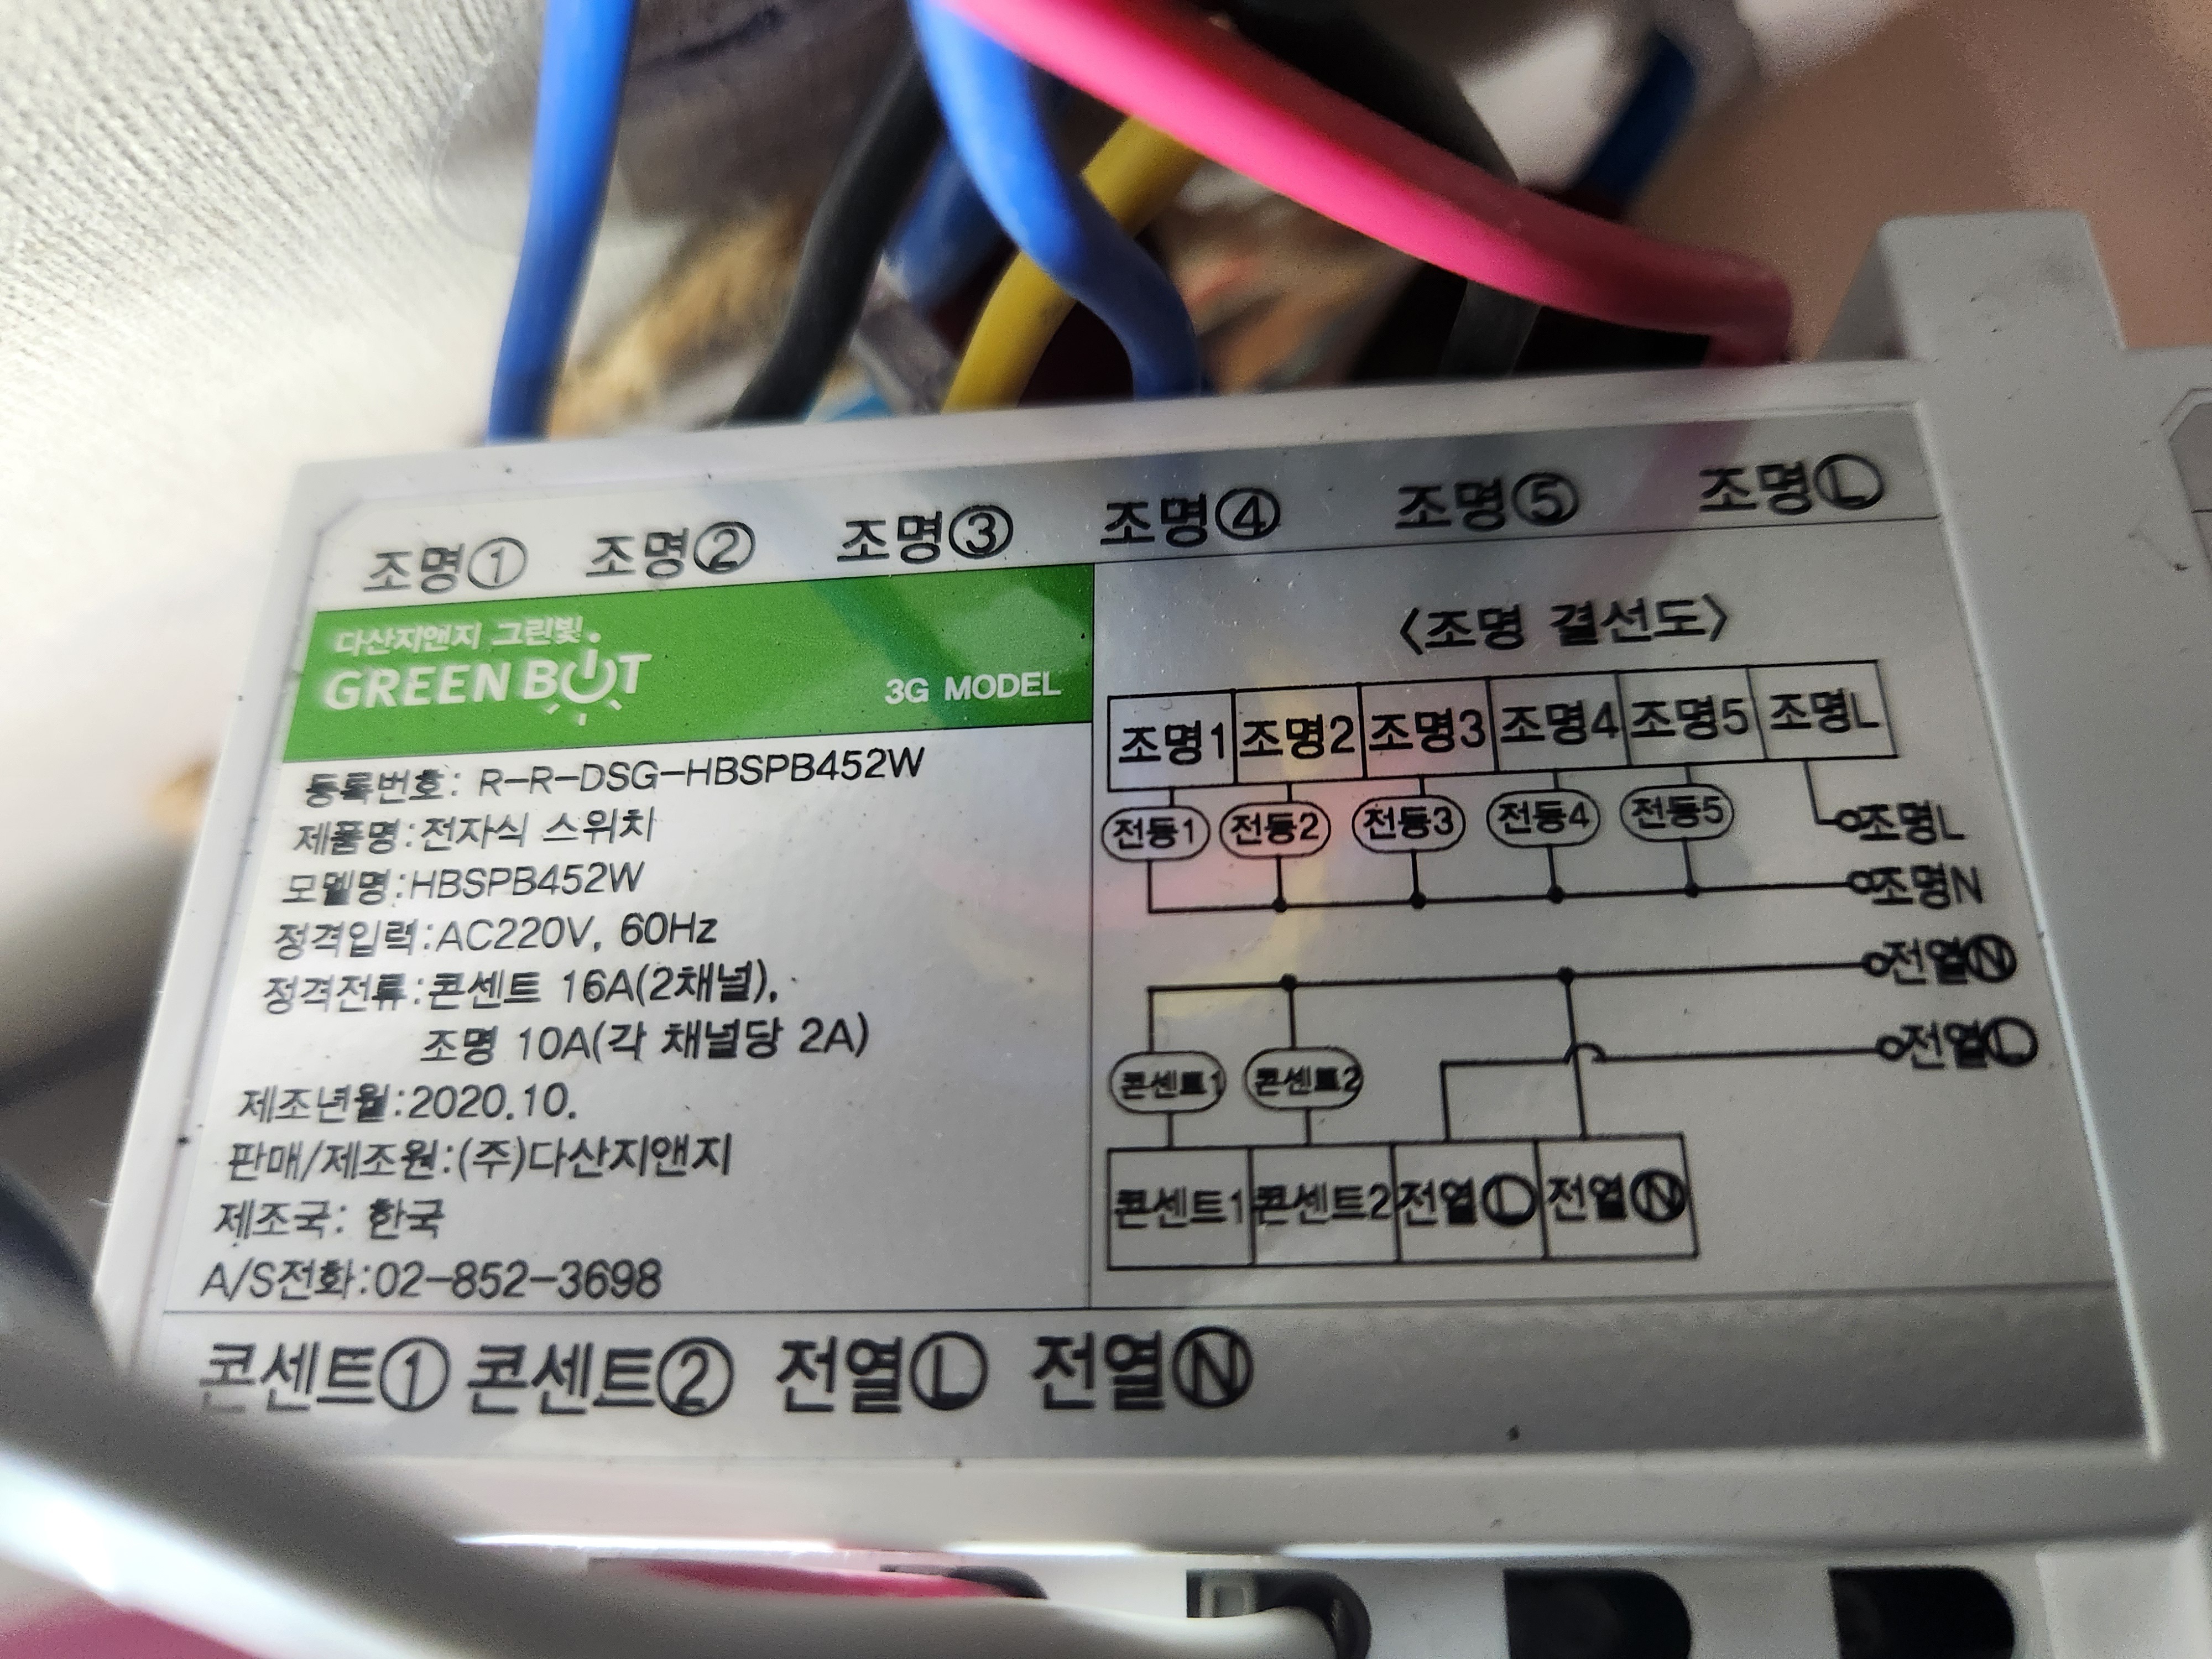 조명① 조명② 조명③ 조명④ 조명⑤ 조명Ⓛ
다산지앤지 그린빛.
GREEN BUT
3G MODEL
등록번호: R-R-DSG-HBSPB452W
제품명:전자식 스위치
모델명:HBSPB452W
정격입력:AC220V, 60Hz
정격전류:콘센트 16A(2채널),
조명 10A(각 채널당 2A)
제조년월:2020.10.
판매/제조원:(주)다산지앤지
제조국: 한국
A/S전화:02-852-3698
<조명 결선도>
조명1 조명2 조명3 조명4 조명5 조명L
전등1 전등2 전등3 전등4 전등5 조명L
조명N
전열Ⓝ
전열Ⓛ
콘센트1 콘센트2
콘센트1 콘센트2 전열Ⓛ 전열Ⓝ
콘센트① 콘센트② 전열Ⓛ 전열Ⓝ